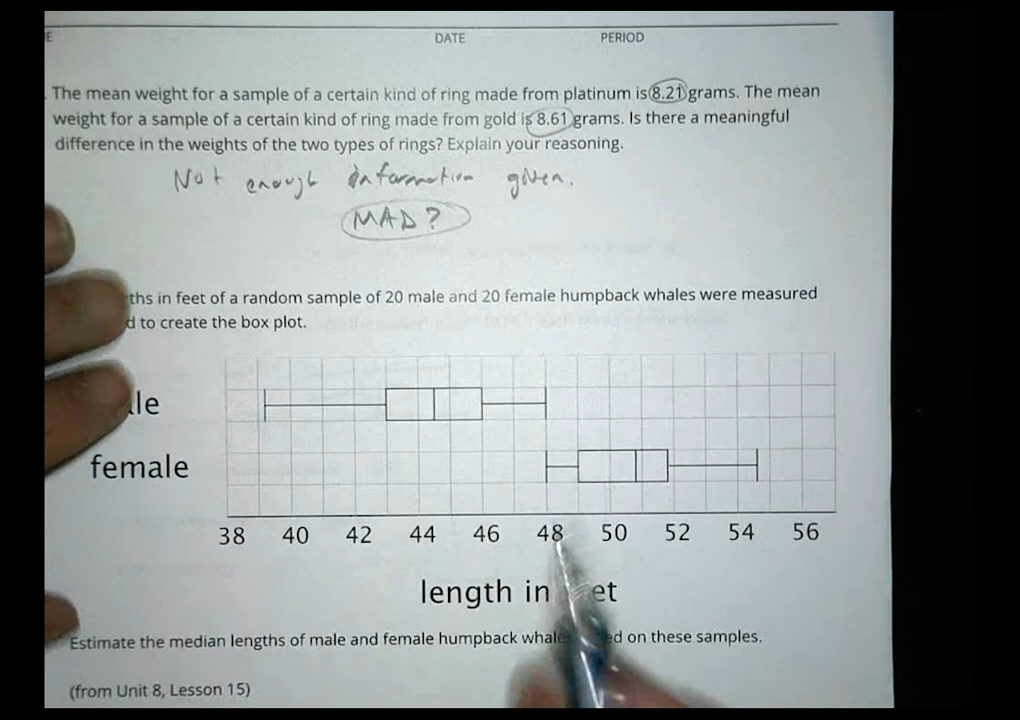 E DATE PERIOD
The mean weight for a sample of a certain kind of ring made from platinum is 8.21 grams. The mean
weight for a sample of a certain kind of ring made from gold is 8.61 grams. Is there a meaningful
difference in the weights of the two types of rings? Explain your reasoning.
Not enough information given.
MAD?
ths in feet of a random sample of 20 male and 20 female humpback whales were measured
d to create the box plot.
le
female
38 40 42 44 46 48 50 52 54 56
length in et
Estimate the median lengths of male and female humpback whale ed on these samples.
(from Unit 8, Lesson 15)